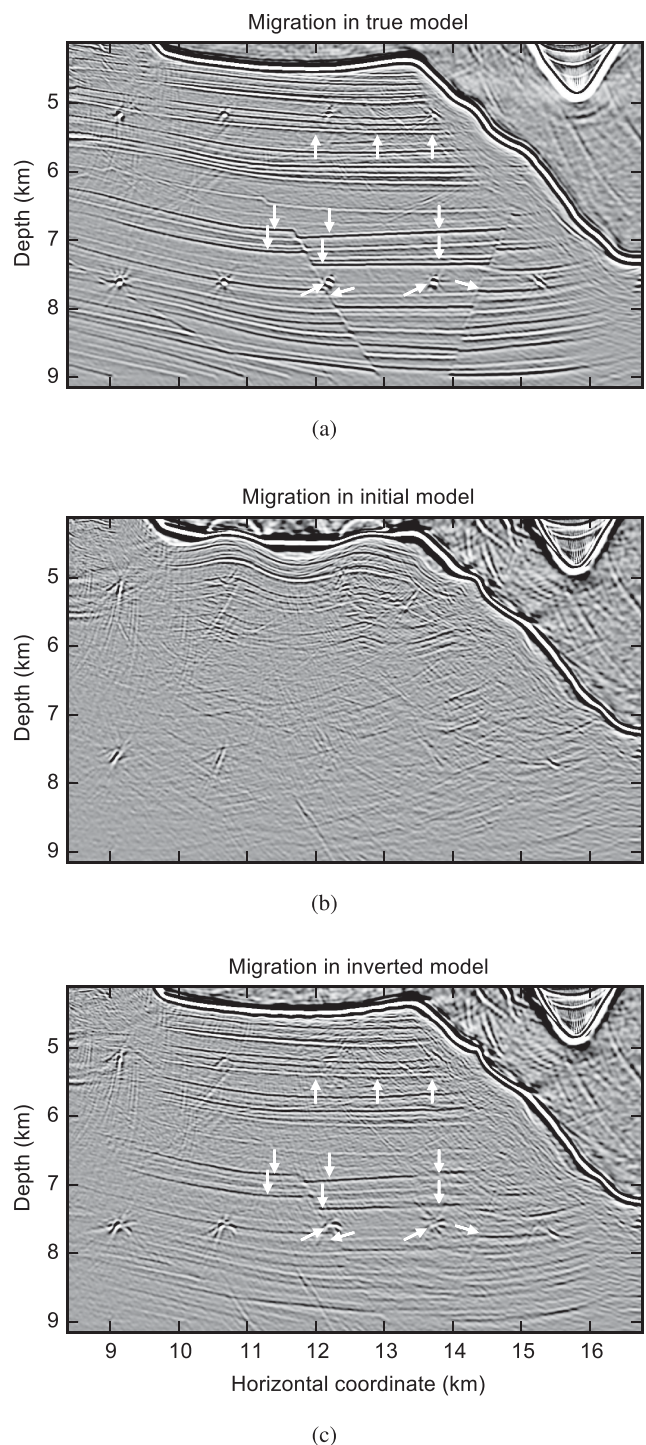 Migration in true model
5
6
7
8
9
Depth (km)
(a)
Migration in initial model
5
6
7
8
9
Depth (km)
(b)
Migration in inverted model
5
6
7
8
9
Depth (km)
9 10 11 12 13 14 15 16
Horizontal coordinate (km)
(c)